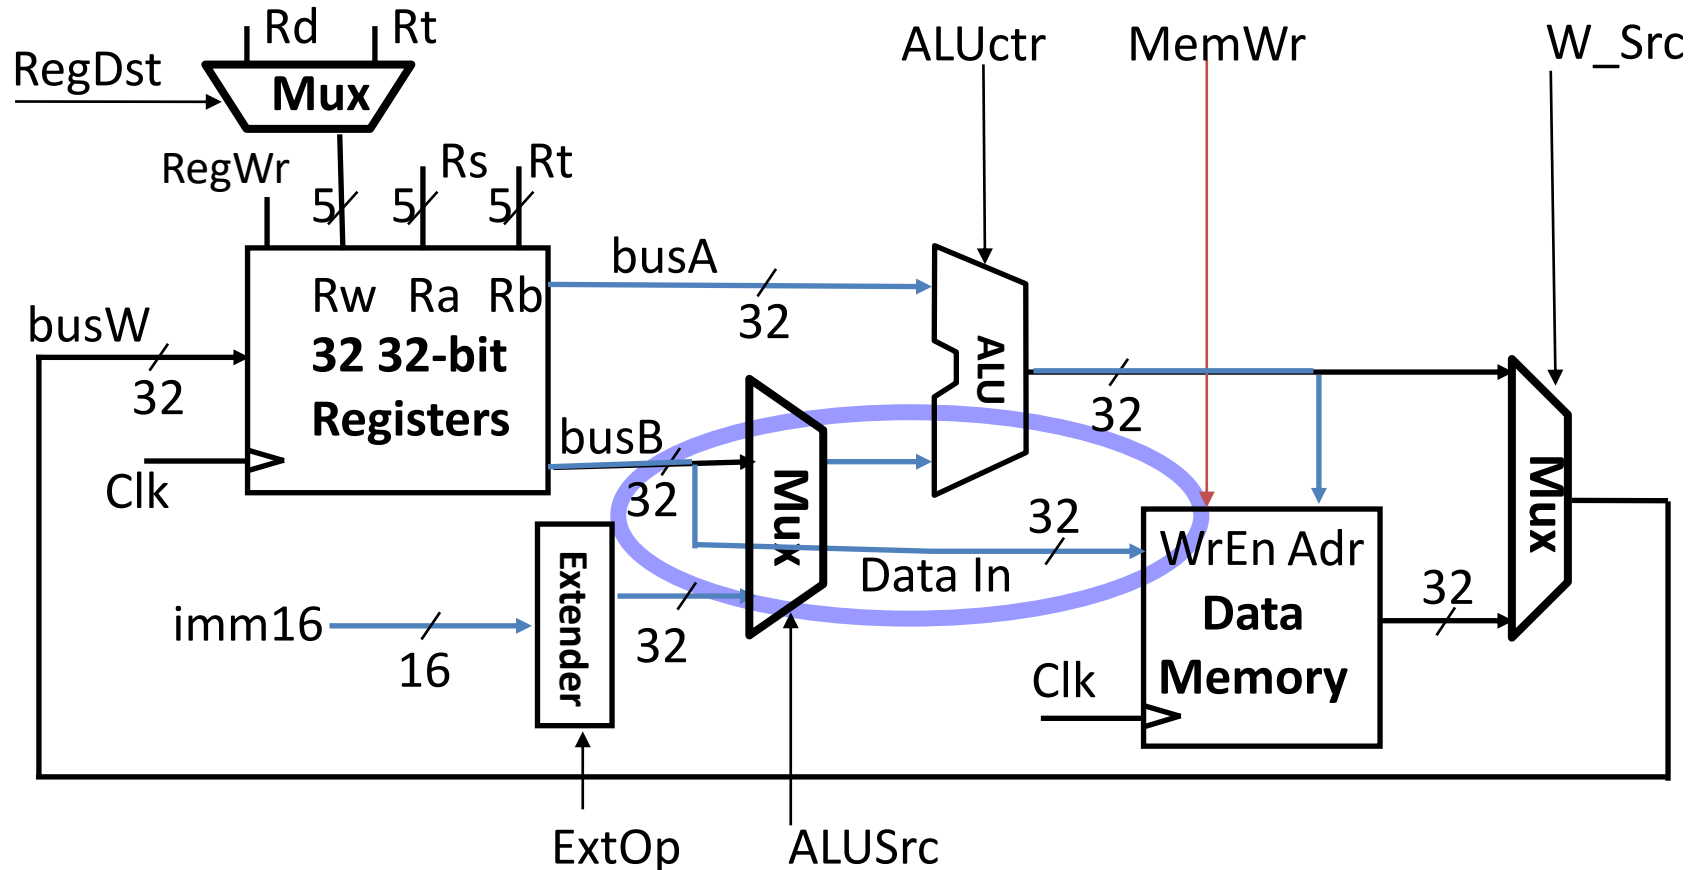 Rd Rt
ALUctr MemWr W_Src
RegDst
Mux
RegWr Rs Rt
5 5 5
busA
Rw Ra Rb
32
busW
32 32-bit
ALU
32
Registers
32
busB
32
Clk
Mux
Mux
32
Extender
WrEn Adr
Data In
32
imm16
Data
32
16
Clk
Memory
ExtOp ALUSrc